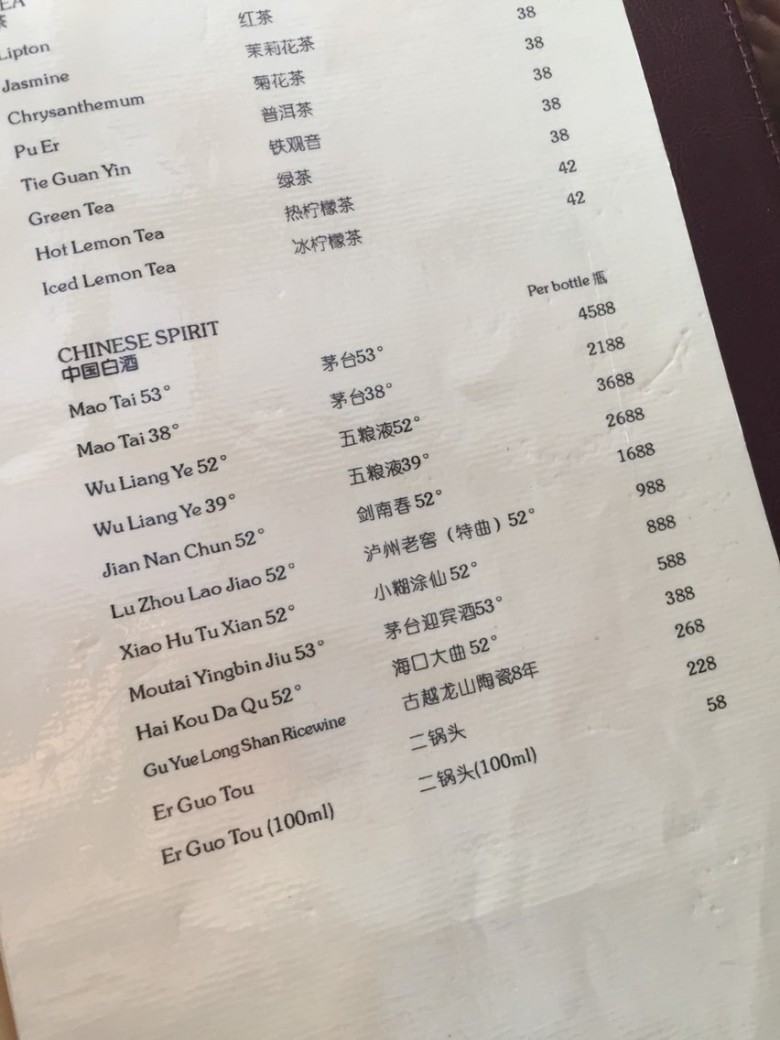 茶
Lipton 红茶
Jasmine 茉莉花茶 38
Chrysanthemum 菊花茶 38
Pu Er 普洱茶 38
Tie Guan Yin 铁观音 38
Green Tea 绿茶 38
Hot Lemon Tea 热柠檬茶 42
Iced Lemon Tea 冰柠檬茶 42
CHINESE SPIRIT Per bottle 瓶
中国白酒
Mao Tai 53° 茅台53° 4588
Mao Tai 38° 茅台38° 2188
Wu Liang Ye 52° 五粮液52° 3688
Wu Liang Ye 39° 五粮液39° 2688
Jian Nan Chun 52° 剑南春 52° 1688
Lu Zhou Lao Jiao 52° 泸州老窖（特曲）52° 988
Xiao Hu Tu Xian 52° 小糊涂仙 52° 888
Moutai Yingbin Jiu 53° 茅台迎宾酒53° 588
Hai Kou Da Qu 52° 海口大曲 52° 388
Gu Yue Long Shan Ricewine 古越龙山陶瓷8年 268
Er Guo Tou 二锅头 228
Er Guo Tou (100ml) 二锅头(100ml) 58